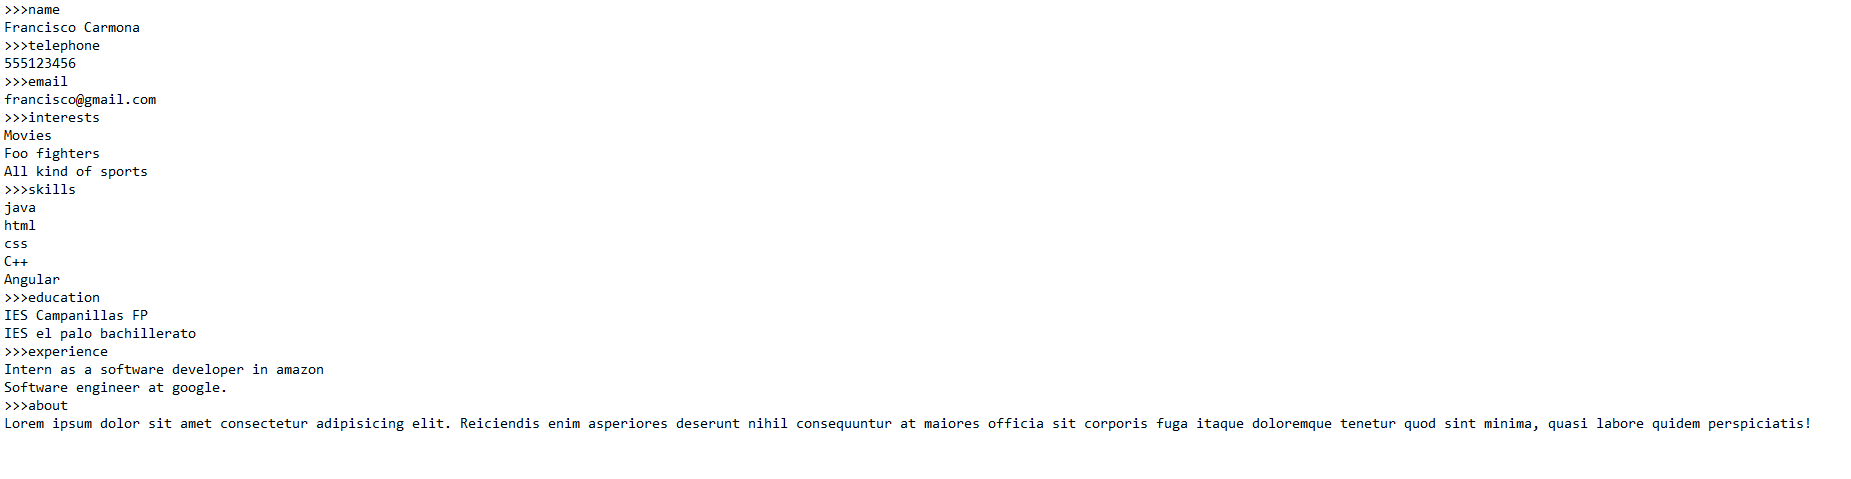 >>>name
Francisco Carmona
>>>telephone
555123456
>>>email
francisco@gmail.com
>>>interests
Movies
Foo fighters
All kind of sports
>>>skills
java
html
css
C++
Angular
>>>education
IES Campanillas FP
IES el palo bachillerato
>>>experience
Intern as a software developer in amazon
Software engineer at google.
>>>about
Lorem ipsum dolor sit amet consectetur adipisicing elit. Reiciendis enim asperiores deserunt nihil consequuntur at maiores officia sit corporis fuga itaque doloremque tenetur quod sint minima, quasi labore quidem perspiciatis!